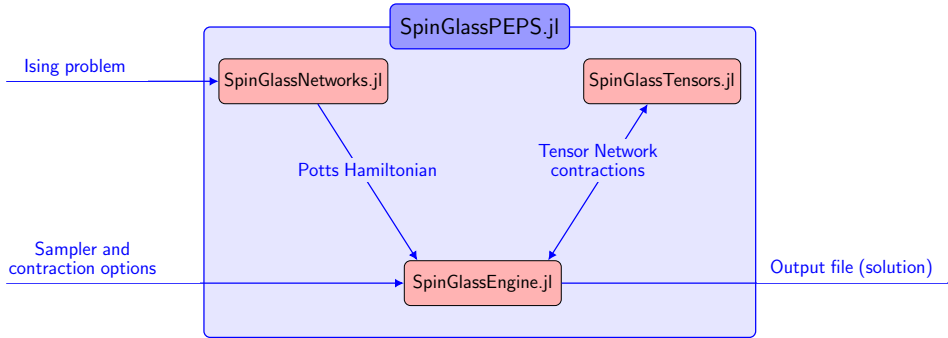 SpinGlassPEPS.jl
Ising problem
SpinGlassNetworks.jl
SpinGlassTensors.jl
Potts Hamiltonian
Tensor Network
contractions
Sampler and
contraction options
SpinGlassEngine.jl
Output file (solution)